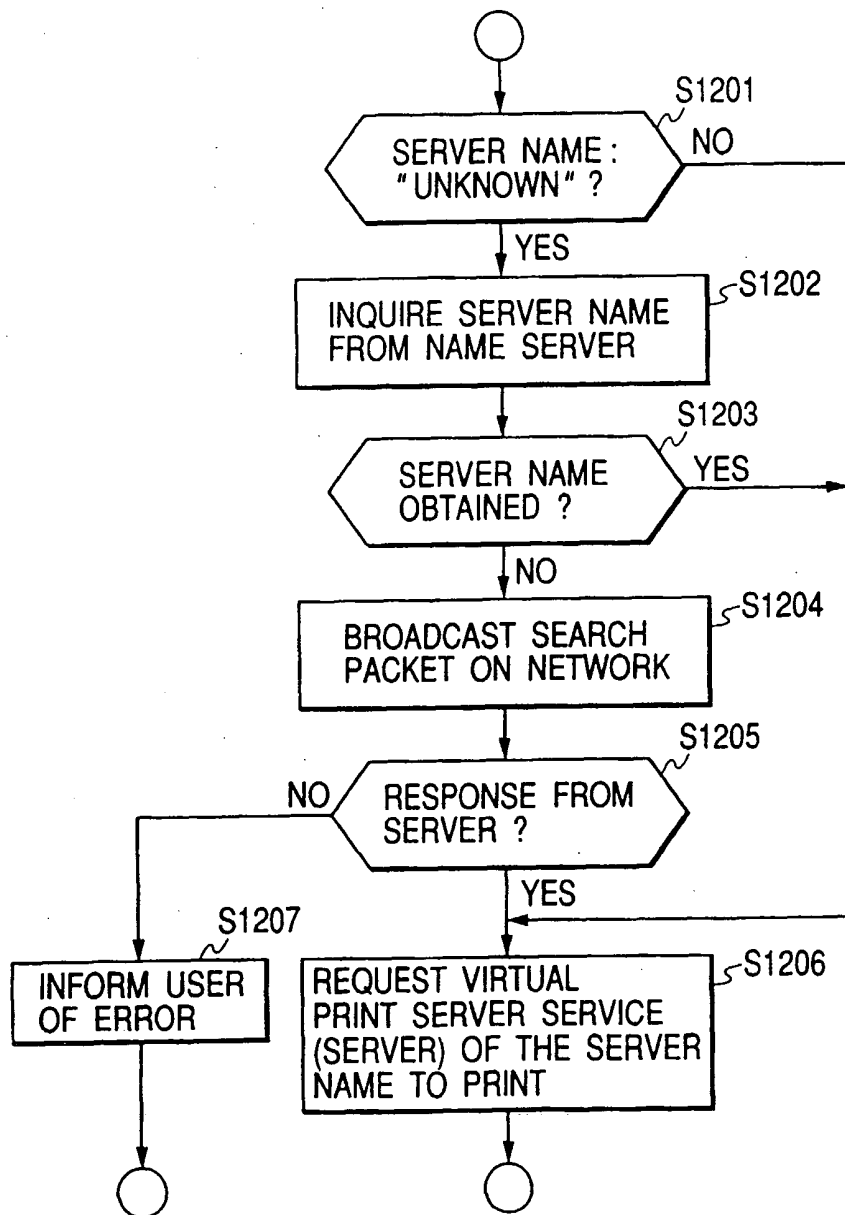 S1201
SERVER NAME :
"UNKNOWN" ?
NO
YES
S1202
INQUIRE SERVER NAME
FROM NAME SERVER
S1203
SERVER NAME
OBTAINED ?
YES
NO
S1204
BROADCAST SEARCH
PACKET ON NETWORK
S1205
NO
RESPONSE FROM
SERVER ?
YES
S1207
INFORM USER
OF ERROR
S1206
REQUEST VIRTUAL
PRINT SERVER SERVICE
(SERVER) OF THE SERVER
NAME TO PRINT